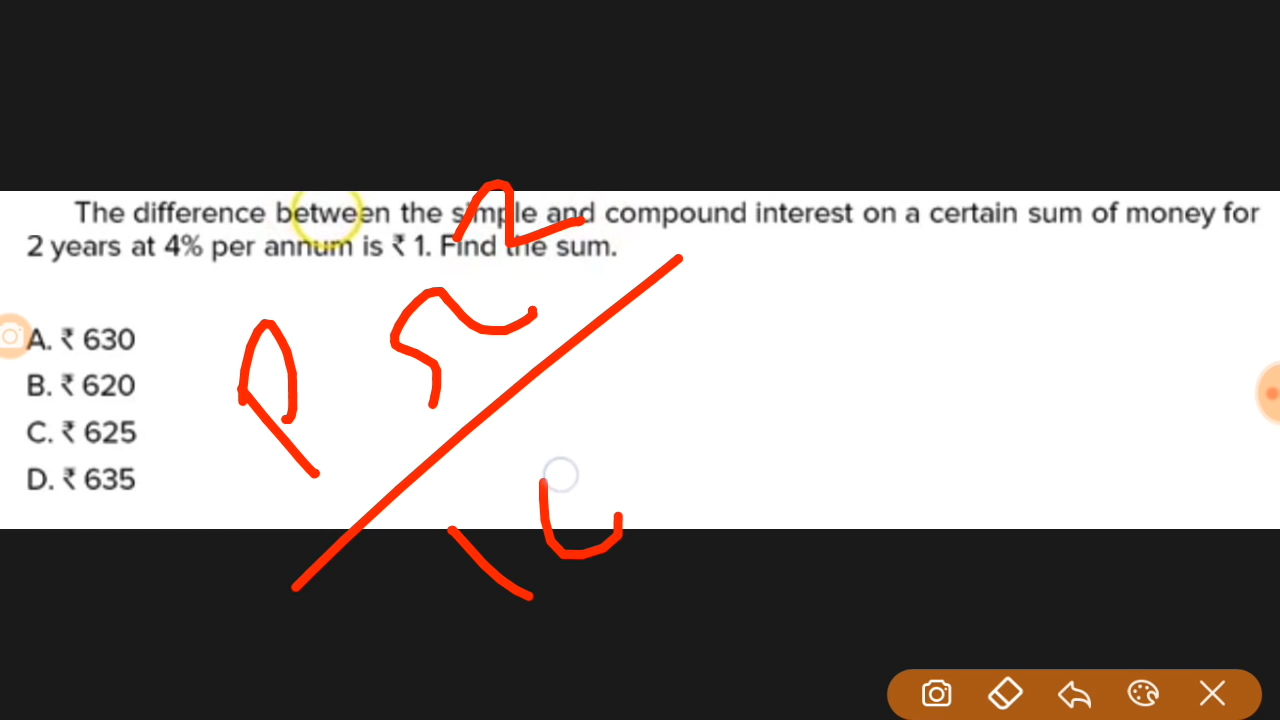 The difference between the simple and compound interest on a certain sum of money for
2 years at 4% per annum is ₹ 1. Find the sum.
A. ₹ 630
B. ₹ 620
C. ₹ 625
D. ₹ 635